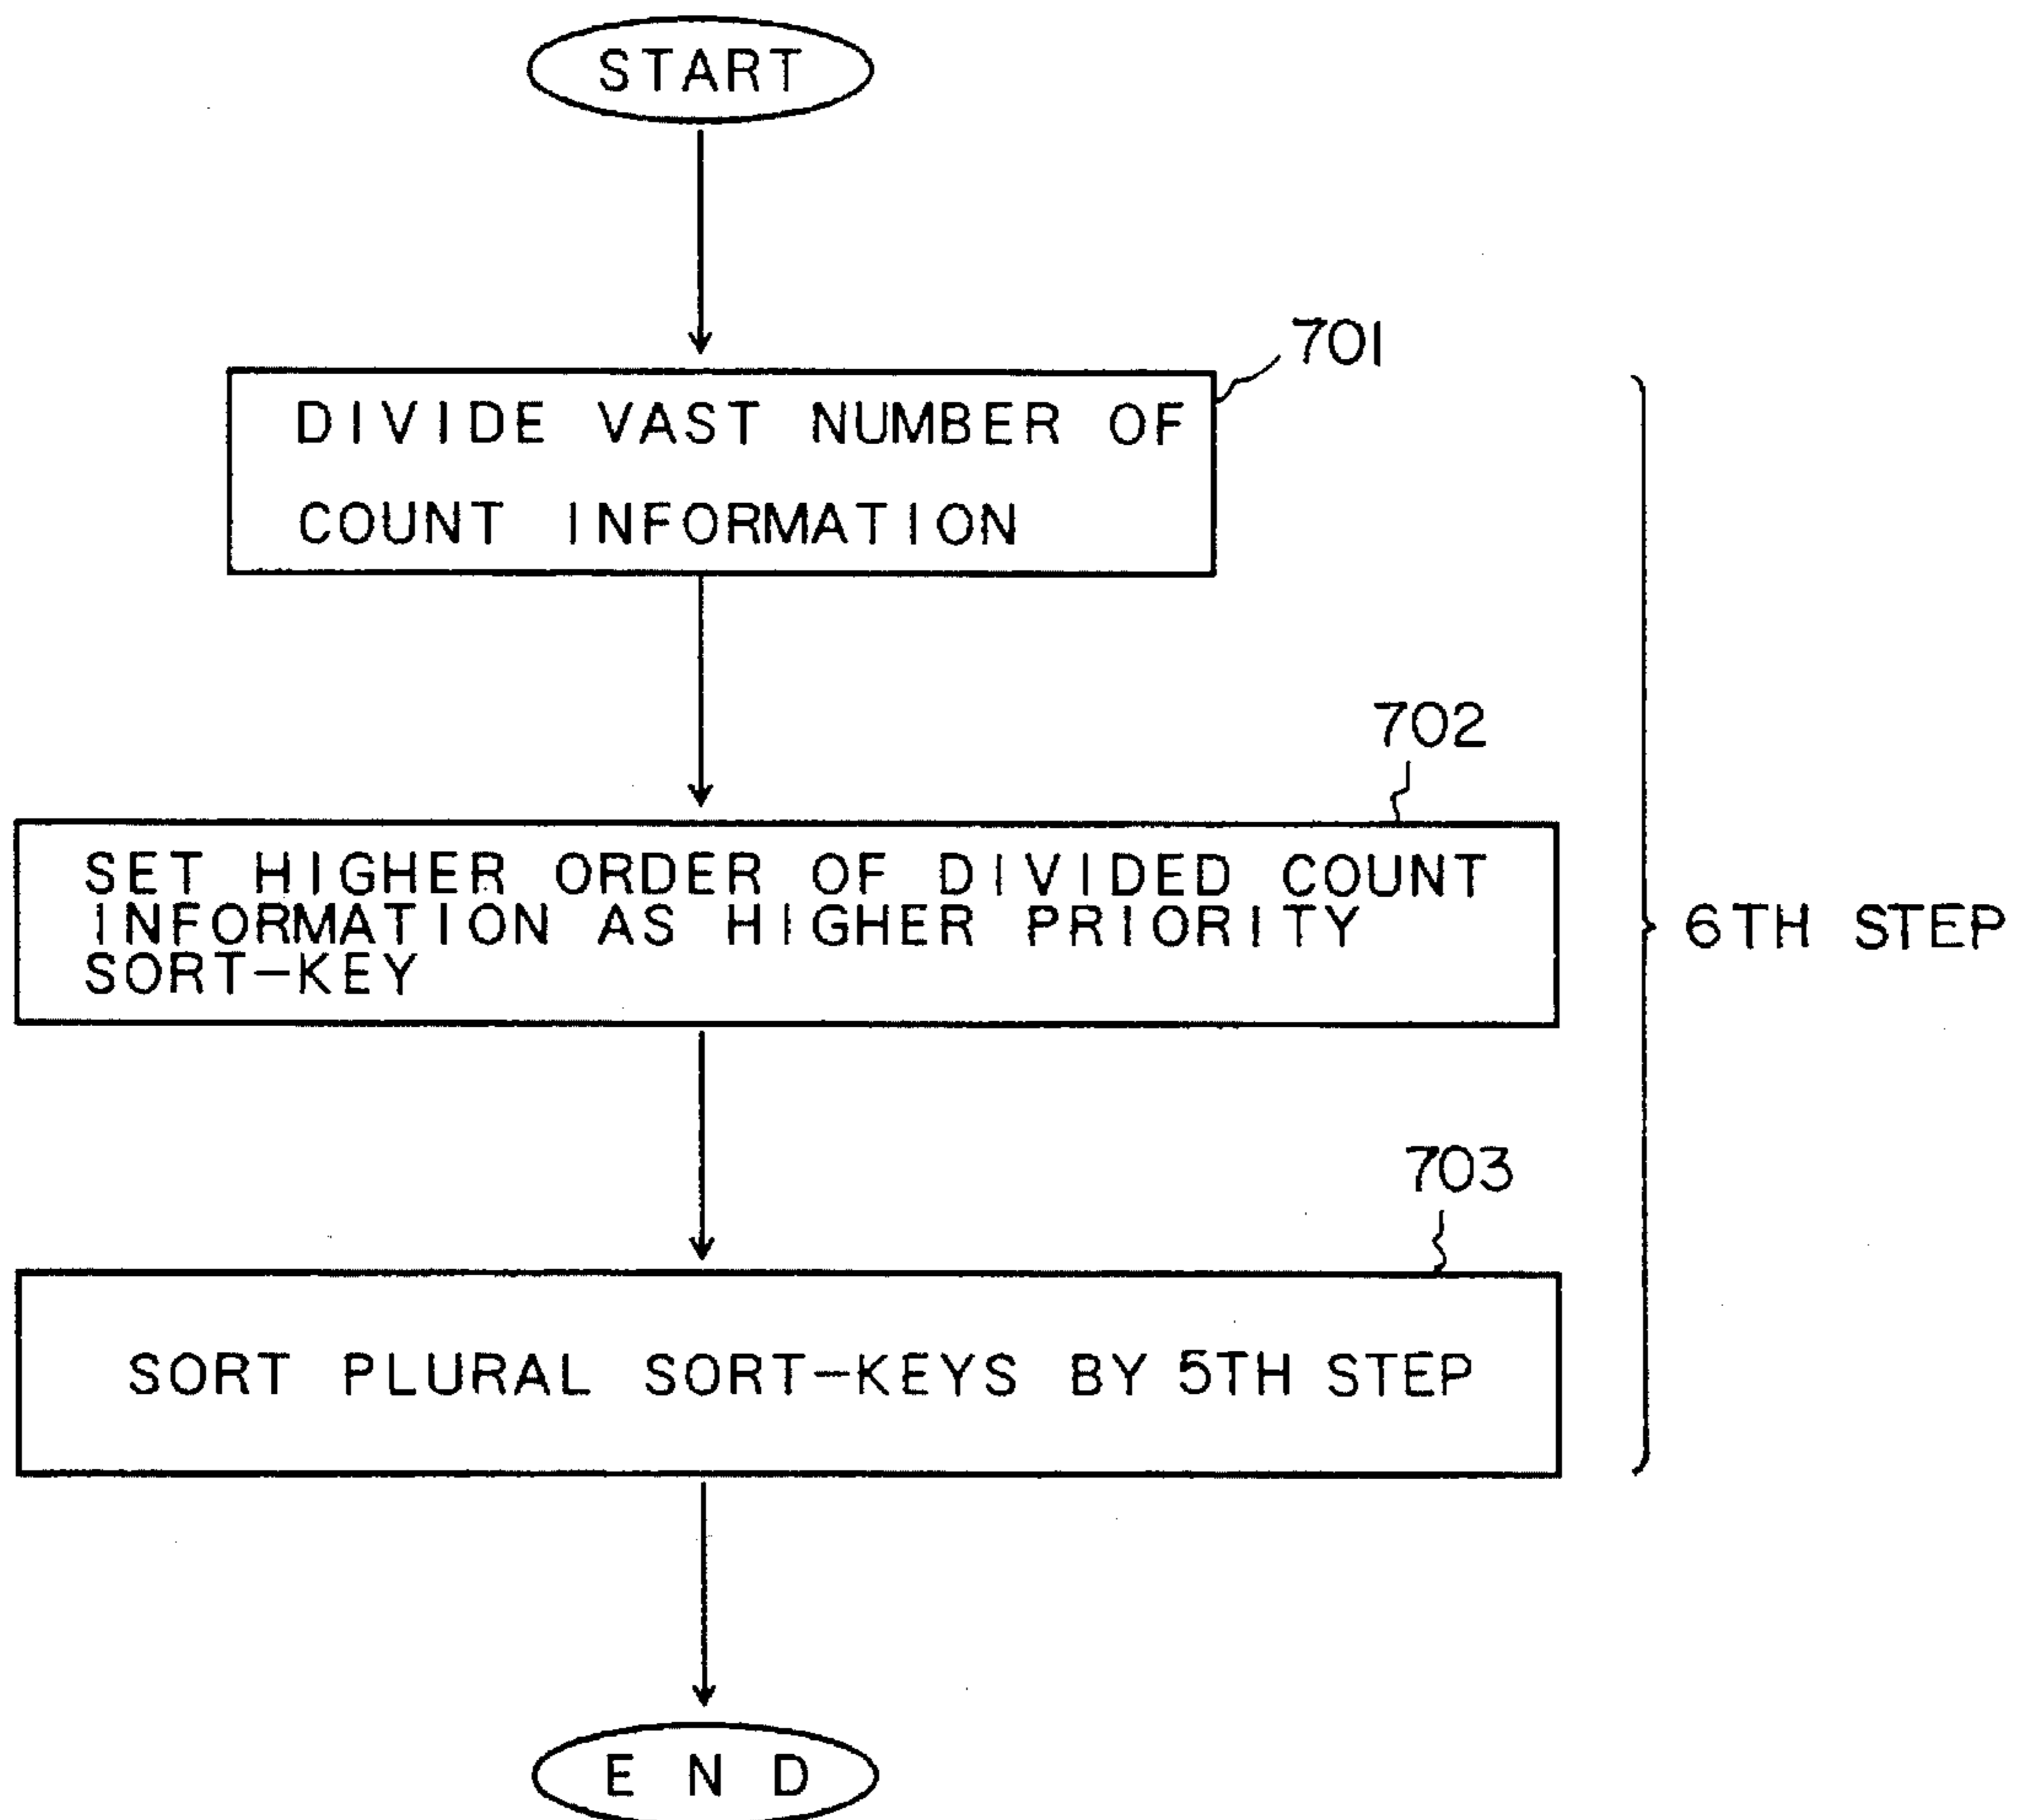 START
701
DIVIDE VAST NUMBER OF
COUNT INFORMATION
702
SET HIGHER ORDER OF DIVIDED COUNT
INFORMATION AS HIGHER PRIORITY
SORT-KEY
6TH STEP
703
SORT PLURAL SORT-KEYS BY 5TH STEP
END